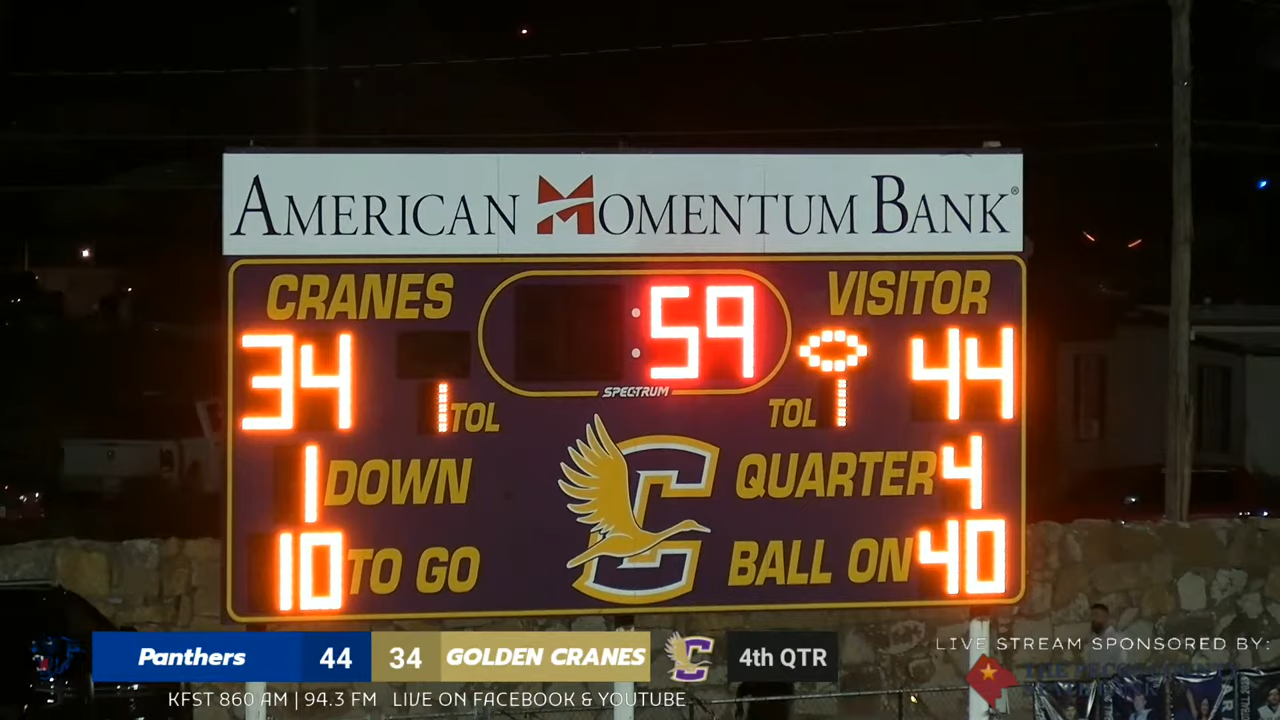 AMERICAN MOMENTUM BANK®
CRANES
:59
VISITOR
34
44
1 TOL
SPECTRUM
TOL 1
1 DOWN
QUARTER 4
10 TO GO
C
BALL ON 40
Panthers 44 34 GOLDEN CRANES C 4th QTR
KFST 860 AM | 94.3 FM LIVE ON FACEBOOK & YOUTUBE
LIVE STREAM SPONSORED BY: